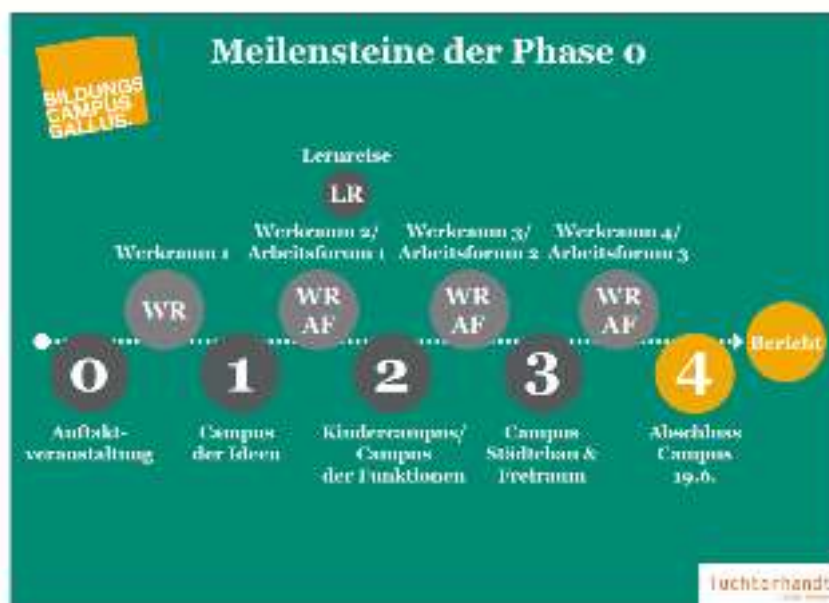 Meilensteine der Phase 0
BILDUNGS
CAMPUS
GALLUS.
Lernreise
LR
Werkraum 1
Werkraum 2/
Arbeitsforum 1
Werkraum 3/
Arbeitsforum 2
Werkraum 4/
Arbeitsforum 3
WR
WR
AF
WR
AF
WR
AF
0
1
2
3
4
Bericht
Auftakt-
veranstaltung
Campus
der Ideen
Kindercampus/
Campus
der Funktionen
Campus
Städtebau &
Freiraum
Abschluss
Campus
19.6.
luchterhandt